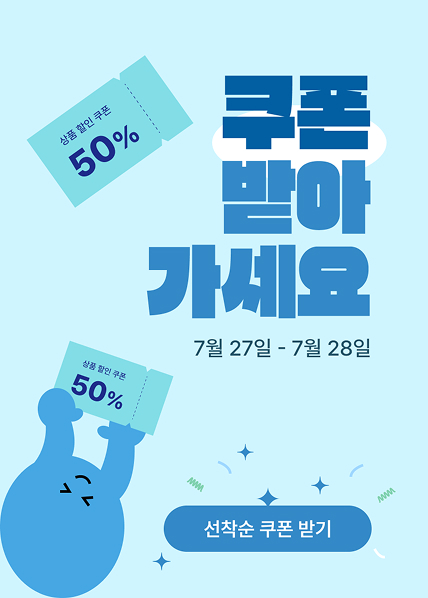 상품 할인 쿠폰
50%
쿠폰
받아
가세요
7월 27일 - 7월 28일
상품 할인 쿠폰
50%
선착순 쿠폰 받기